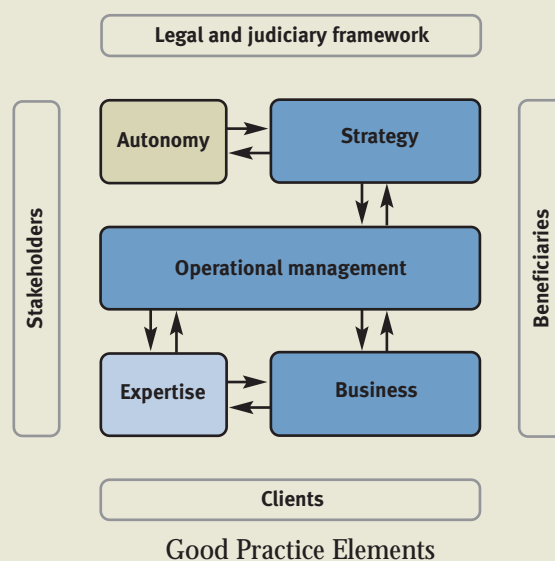 Legal and judiciary framework
Stakeholders
Autonomy
Strategy
Beneficiaries
Operational management
Expertise
Business
Clients
Good Practice Elements